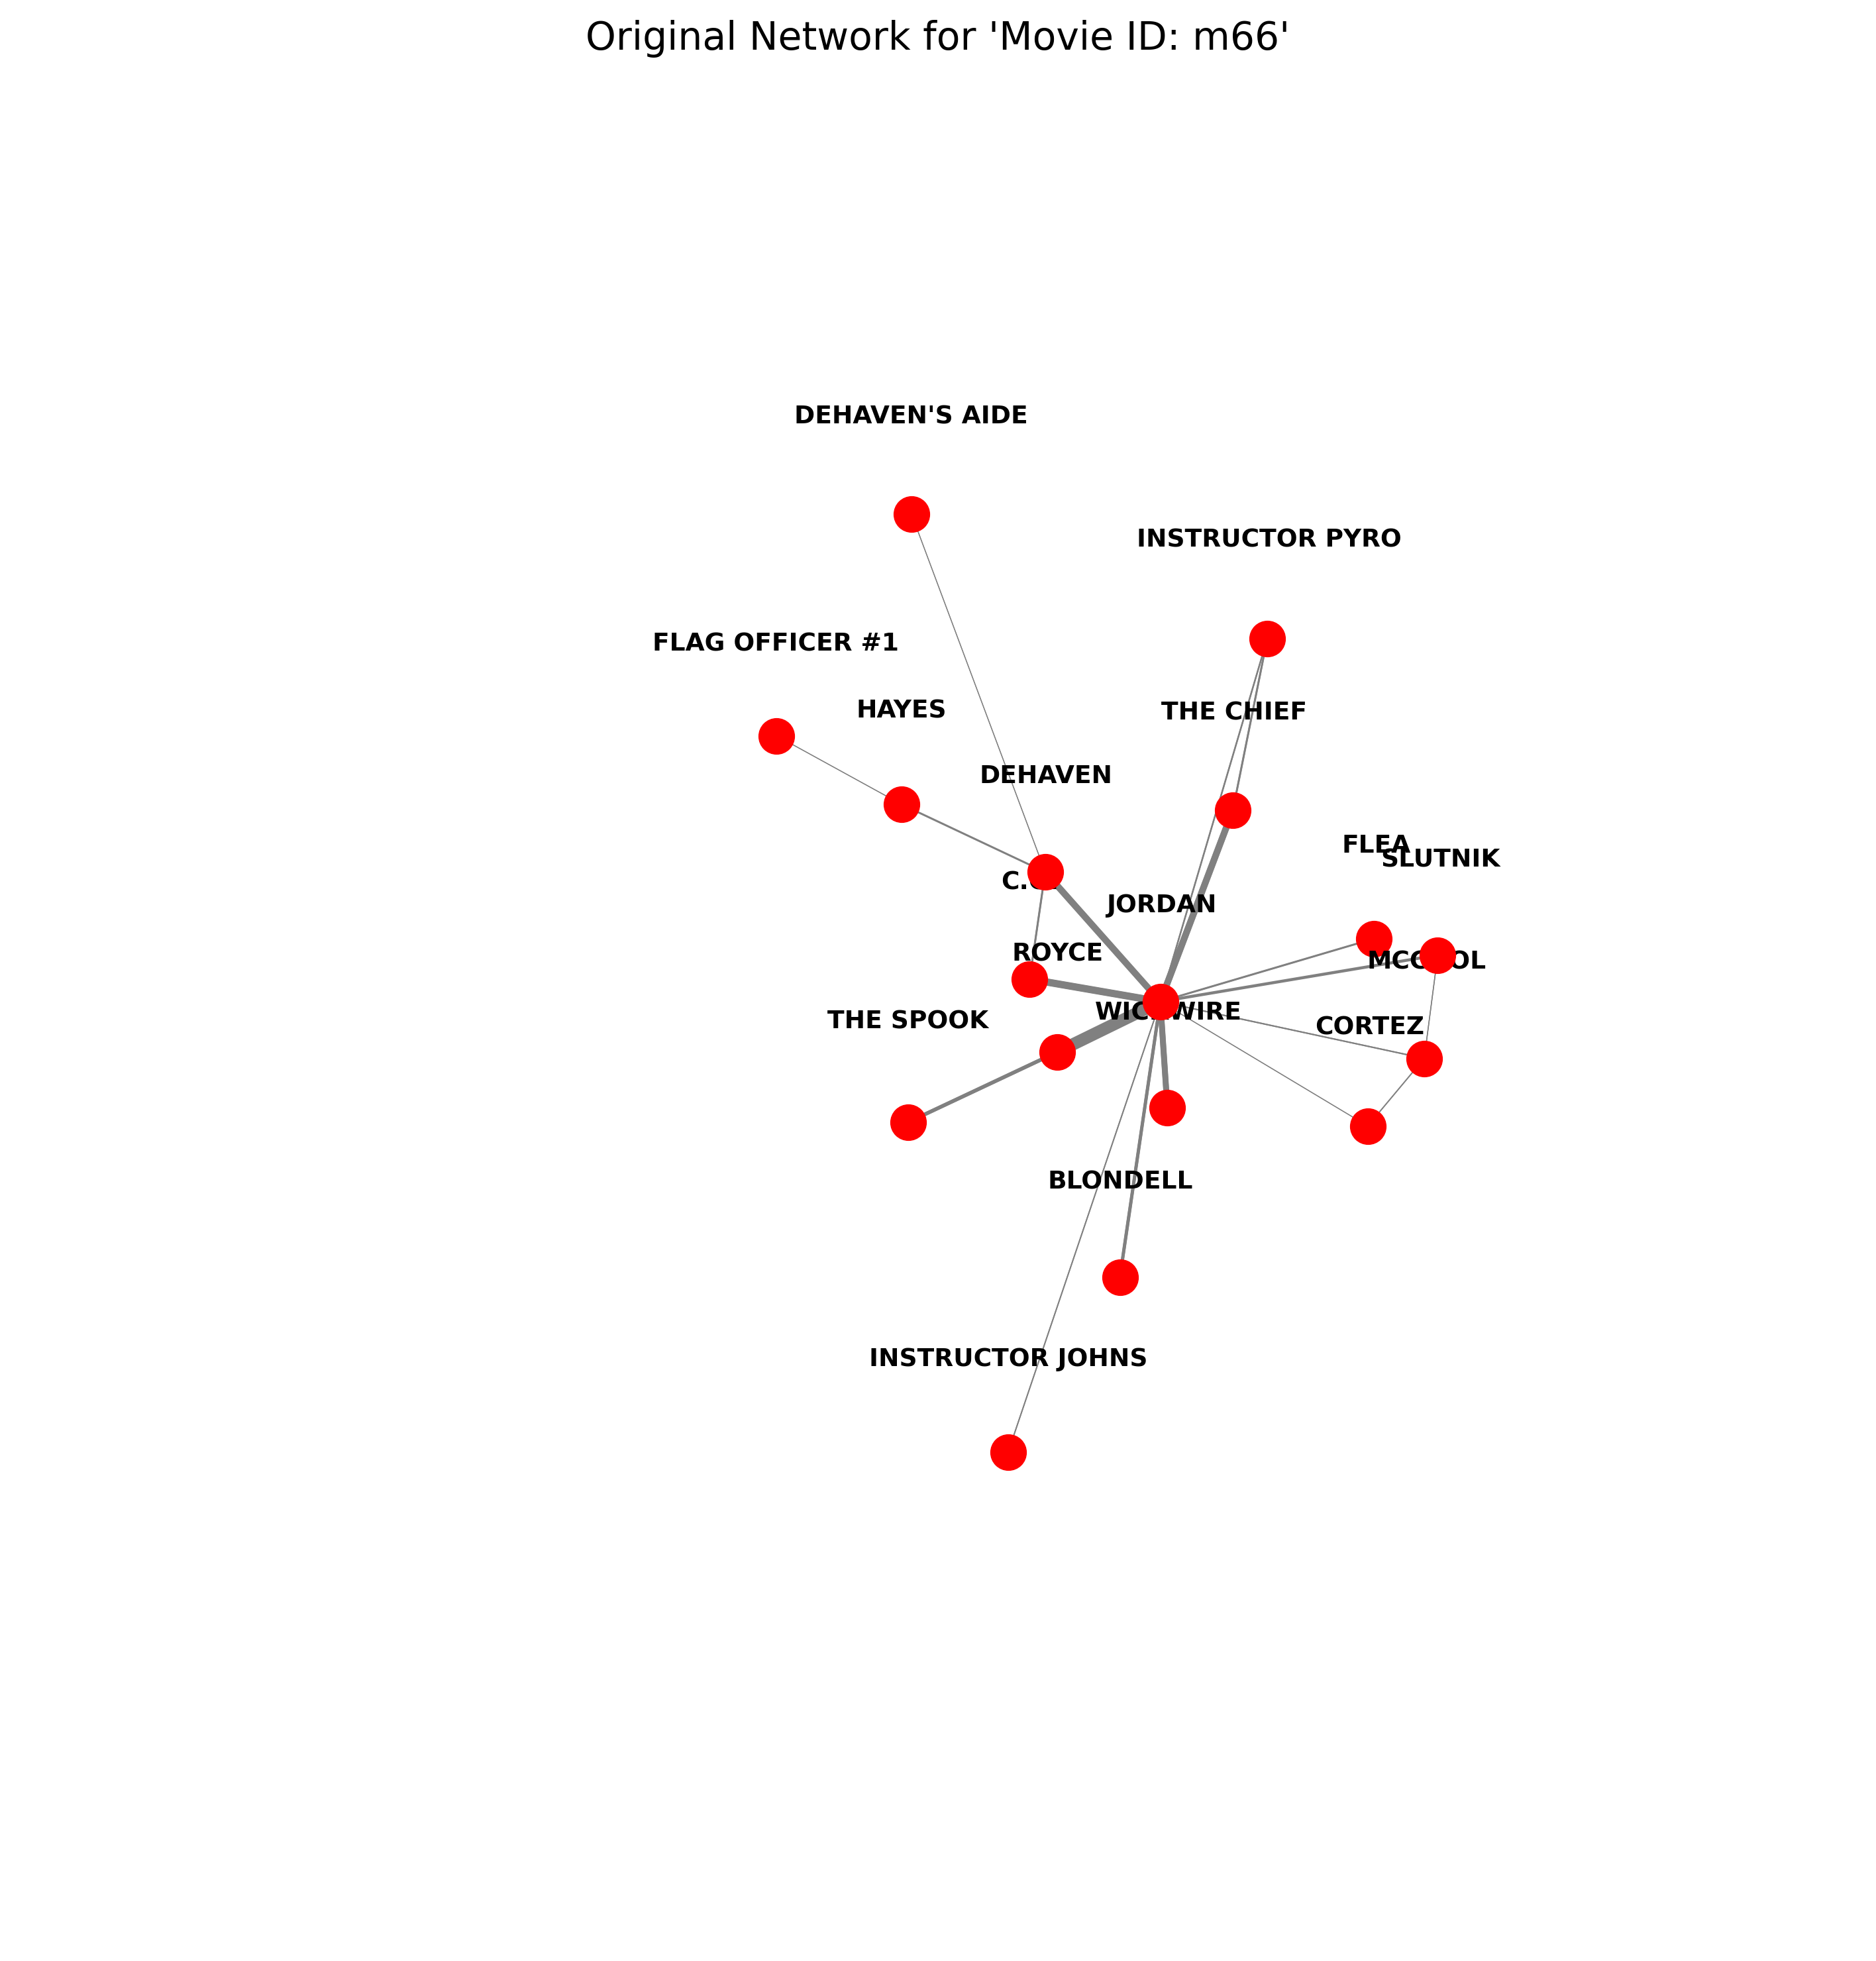 Original Network for 'Movie ID: m66'
DEHAVEN'S AIDE
INSTRUCTOR PYRO
FLAG OFFICER #1
HAYES
THE CHIEF
DEHAVEN
FLEA
SLUTNIK
JORDAN
ROYCE
THE SPOOK
CORTEZ
BLONDELL
INSTRUCTOR JOHNS